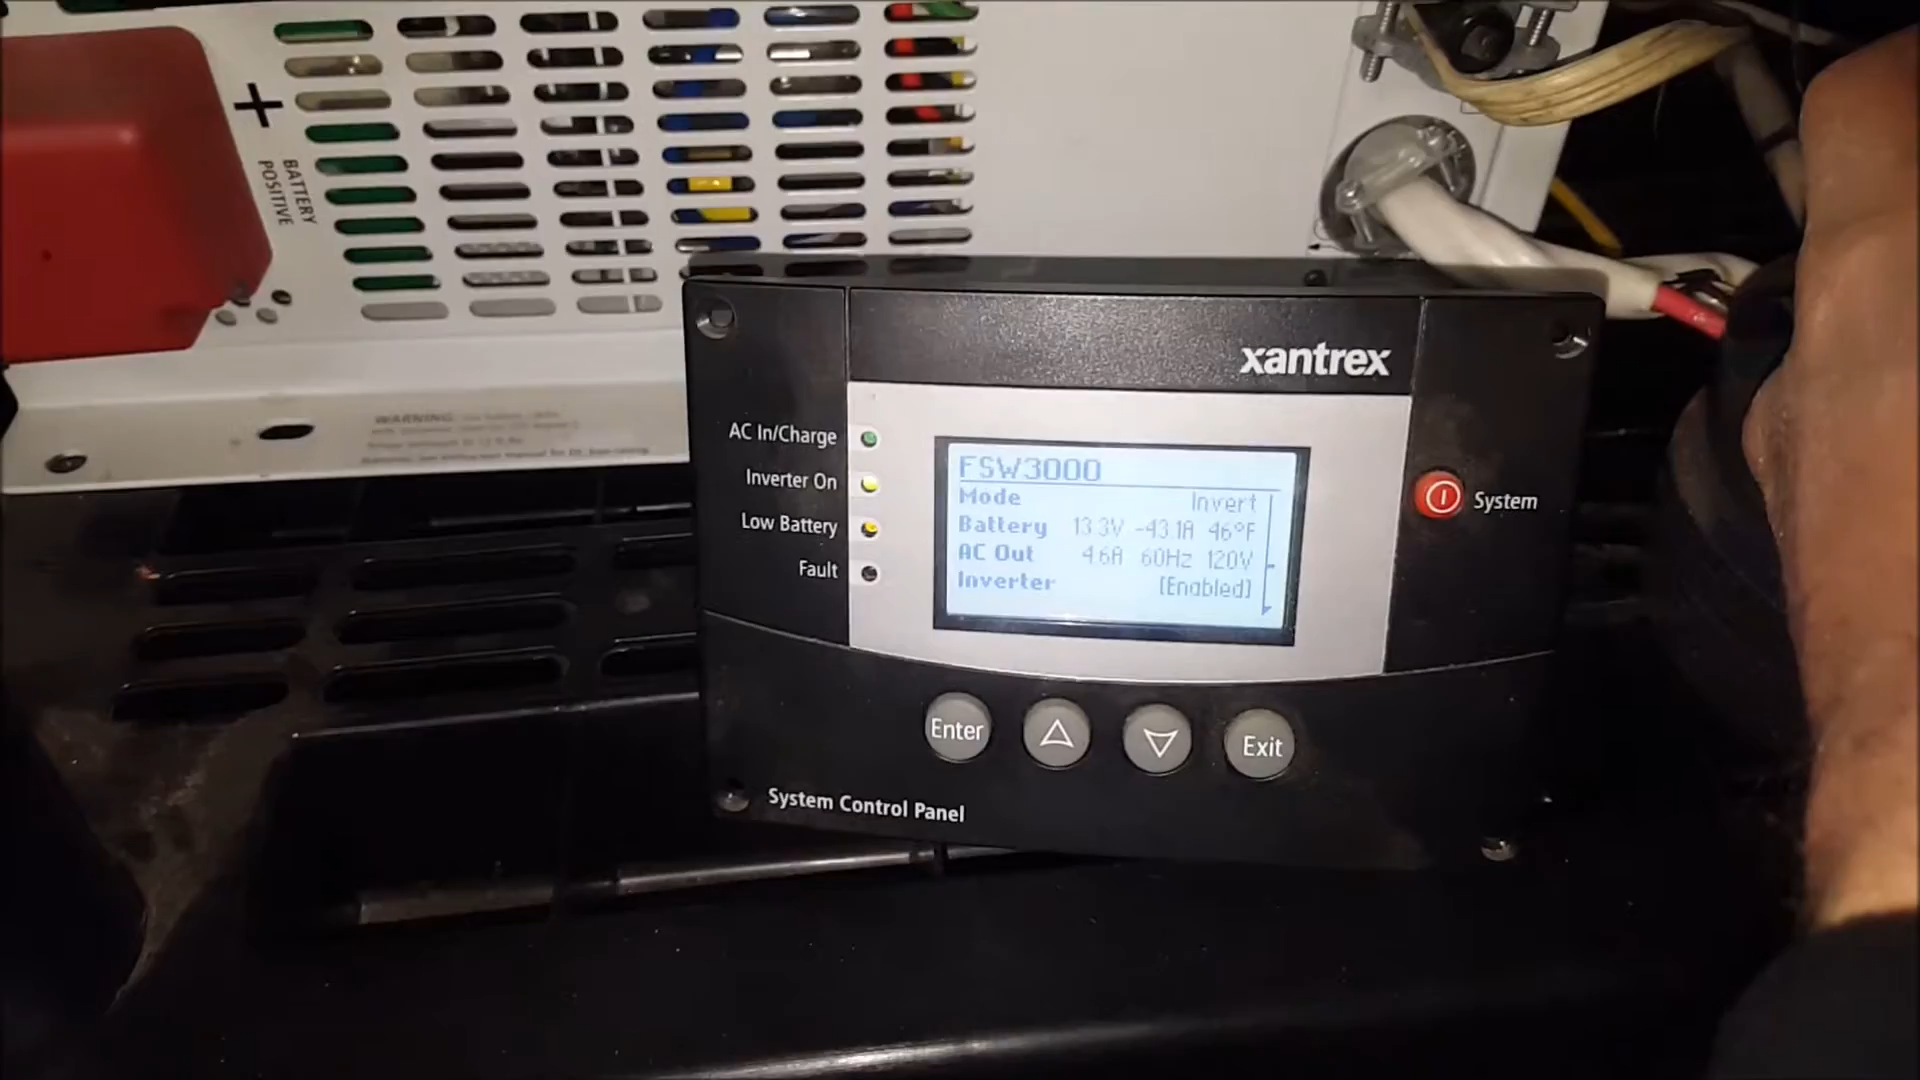 +
BATTERY
POSITIVE
WARNING:
xantrex
AC In/Charge
Inverter On
Low Battery
Fault
FSW3000
Mode Invert
Battery 13.3V -43.1A 46°F
AC Out 4.6A 60Hz 120V
Inverter [Enabled]
System
Enter
Exit
System Control Panel